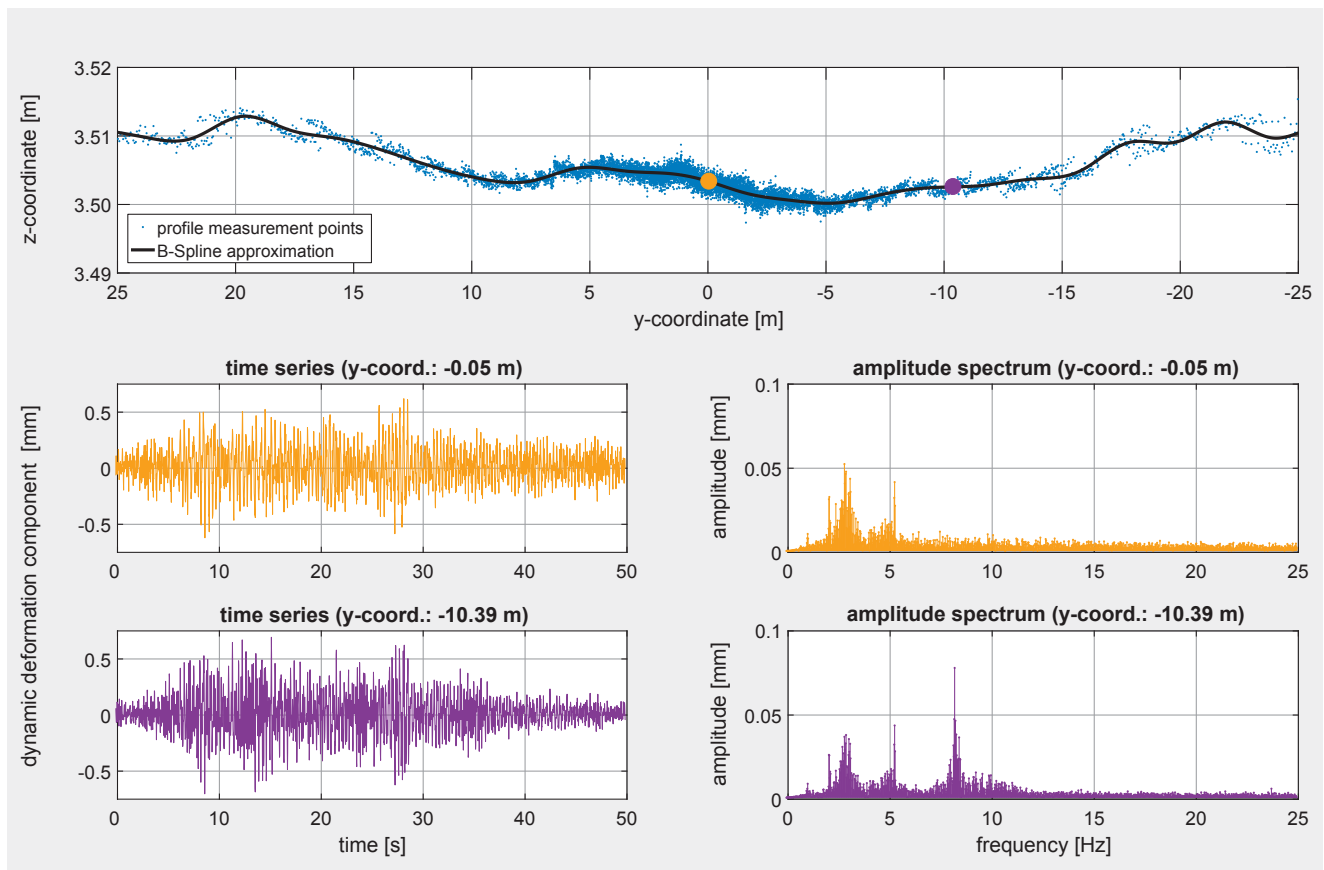 3.52
3.51
3.50
3.49
z-coordinate [m]
profile measurement points
B-Spline approximation
25 20 15 10 5 0 -5 -10 -15 -20 -25
y-coordinate [m]
dynamic deformation component [mm]
time series (y-coord.: -0.05 m)
0.5
0
-0.5
0 10 20 30 40 50
amplitude spectrum (y-coord.: -0.05 m)
amplitude [mm]
0.1
0.05
0
0 5 10 15 20 25
time series (y-coord.: -10.39 m)
0.5
0
-0.5
0 10 20 30 40 50
time [s]
amplitude spectrum (y-coord.: -10.39 m)
amplitude [mm]
0.1
0.05
0
0 5 10 15 20 25
frequency [Hz]